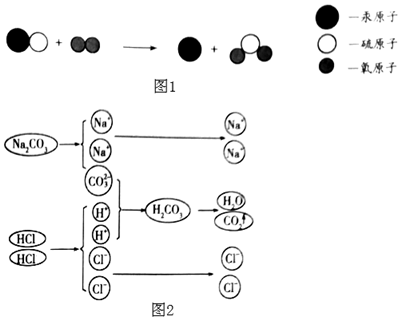 + → +
—汞原子
—硫原子
—氧原子
图1
Na₂CO₃
Na⁺ Na⁺
Na⁺ Na⁺
CO₃²⁻
H⁺
H⁺
H₂CO₃
H₂O
CO₂↑
HCl
HCl
Cl⁻ Cl⁻
Cl⁻ Cl⁻
图2